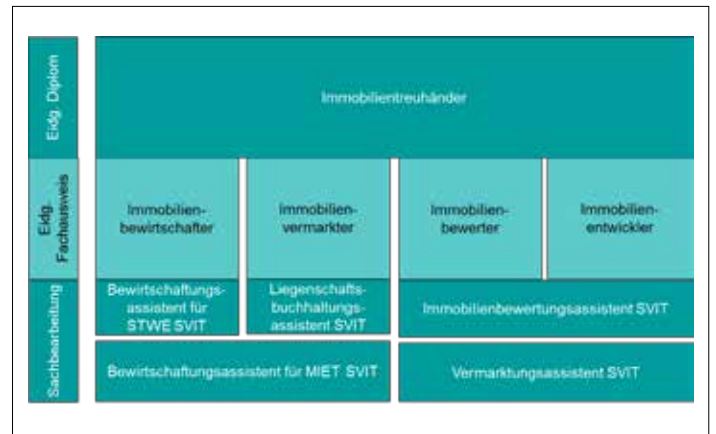 Eidg. Diplom
Immobilientreuhänder
Eidg.
Fachausweis
Immobilien-
bewirtschafter
Immobilien-
vermarkter
Immobilien-
bewerter
Immobilien-
entwickler
Sachbearbeitung
Bewirtschaftungs-
assistent für
STWE SVIT
Liegenschafts-
buchhaltungs-
assistent SVIT
Immobilienbewertungsassistent SVIT
Bewirtschaftungsassistent für MIET SVIT
Vermarktungsassistent SVIT